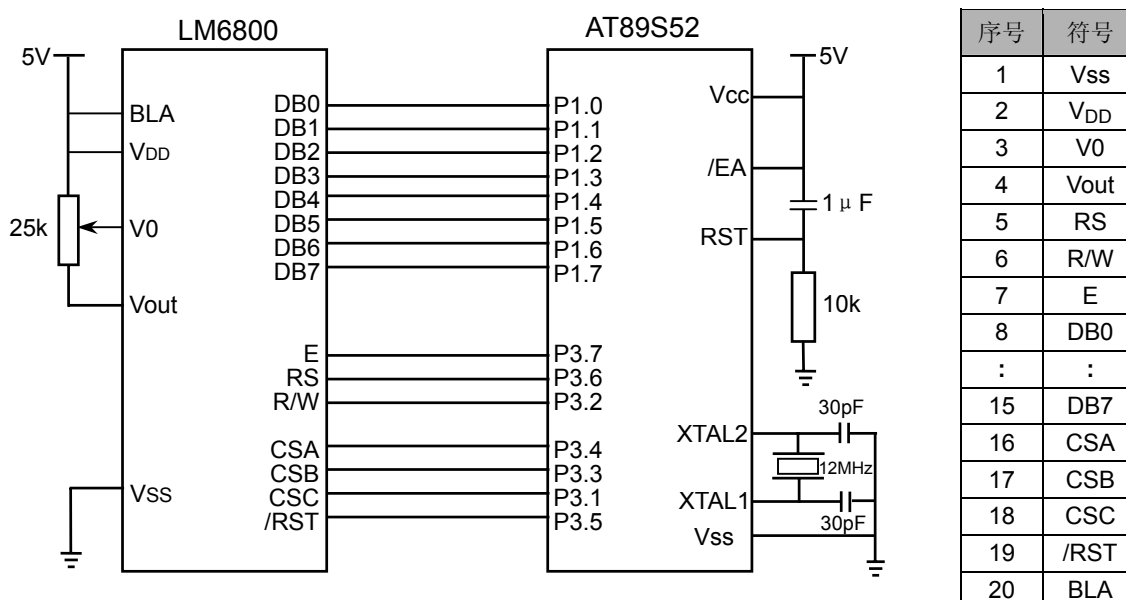 LM6800
AT89S52
5V
BLA
VDD
25k
V0
Vout
VSS
DB0
DB1
DB2
DB3
DB4
DB5
DB6
DB7
E
RS
R/W
CSA
CSB
CSC
/RST
P1.0
P1.1
P1.2
P1.3
P1.4
P1.5
P1.6
P1.7
P3.7
P3.6
P3.2
P3.4
P3.3
P3.1
P3.5
Vcc
/EA
RST
XTAL2
XTAL1
Vss
5V
1μF
10k
30pF
12MHz
30pF
序号 符号
1 Vss
2 VDD
3 V0
4 Vout
5 RS
6 R/W
7 E
8 DB0
: :
15 DB7
16 CSA
17 CSB
18 CSC
19 /RST
20 BLA